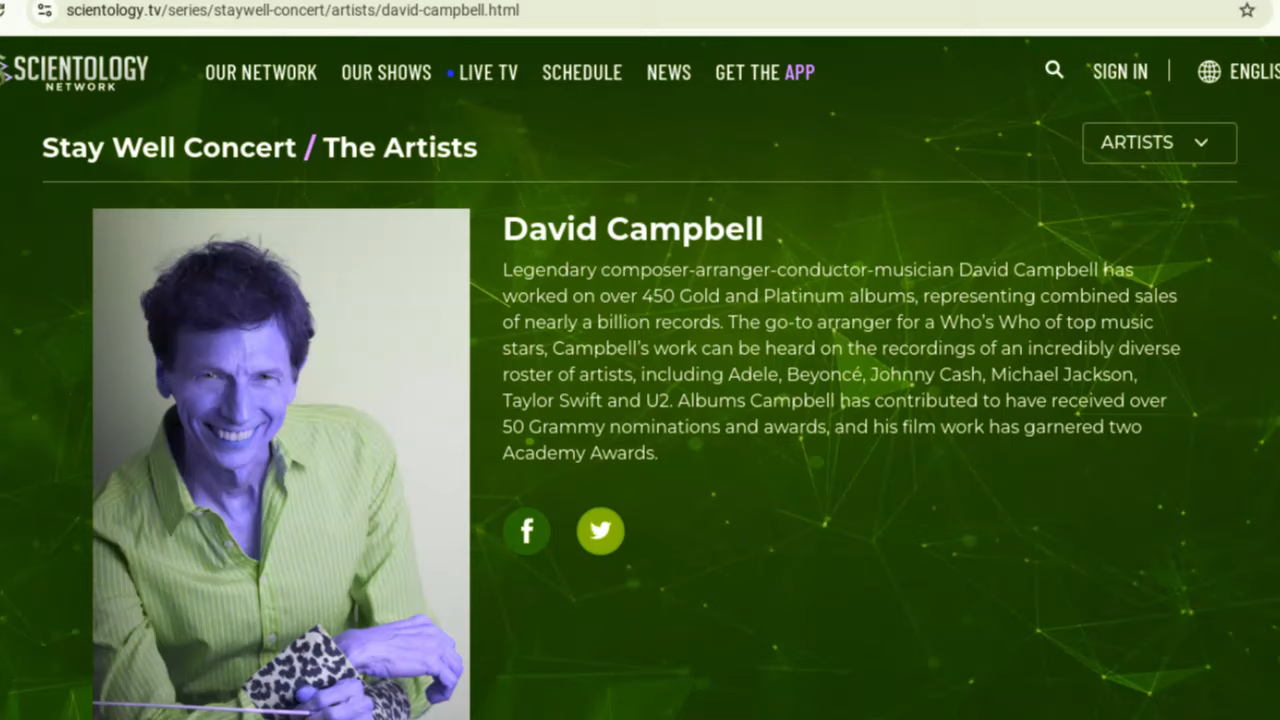 scientology.tv/series/staywell-concert/artists/david-campbell.html
SCIENTOLOGY
NETWORK
OUR NETWORK OUR SHOWS LIVE TV SCHEDULE NEWS GET THE APP
SIGN IN
Stay Well Concert / The Artists
ARTISTS
David Campbell
Legendary composer-arranger-conductor-musician David Campbell has
worked on over 450 Gold and Platinum albums, representing combined sales
of nearly a billion records. The go-to arranger for a Who’s Who of top music
stars, Campbell’s work can be heard on the recordings of an incredibly diverse
roster of artists, including Adele, Beyoncé, Johnny Cash, Michael Jackson,
Taylor Swift and U2. Albums Campbell has contributed to have received over
50 Grammy nominations and awards, and his film work has garnered two
Academy Awards.